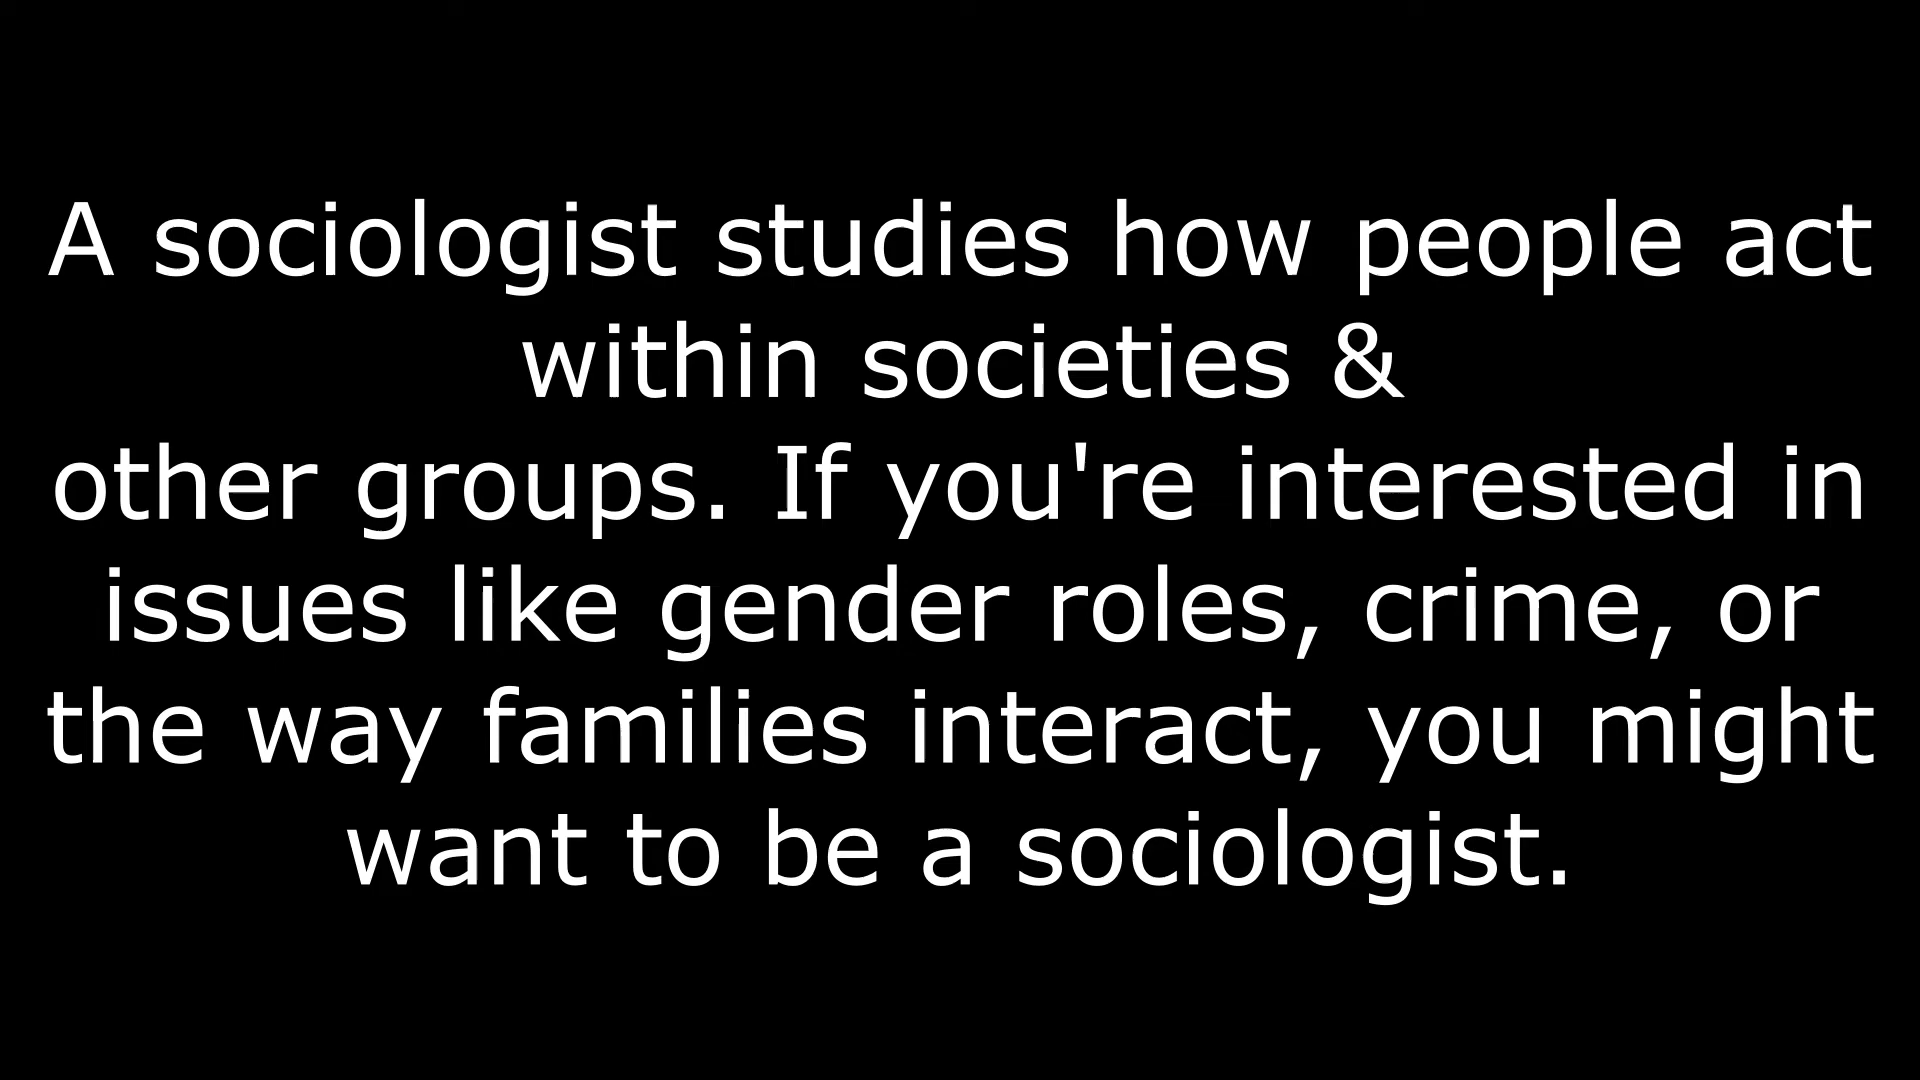 A sociologist studies how people act
within societies &
other groups. If you're interested in
issues like gender roles, crime, or
the way families interact, you might
want to be a sociologist.